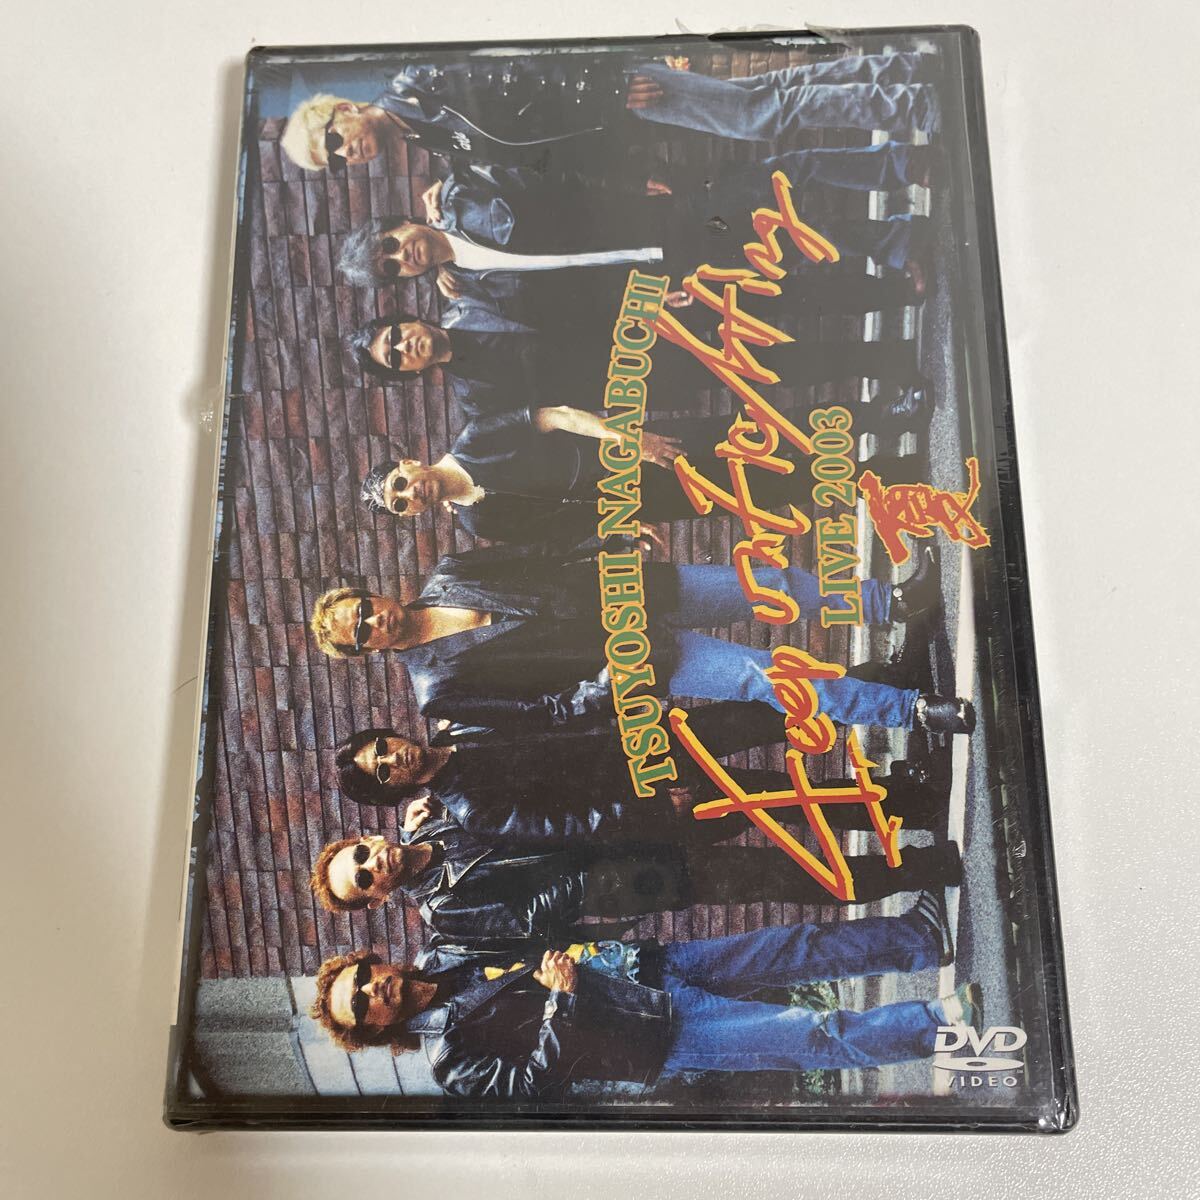 TSUYOSHI NAGABUCHI
Keep on Fighting
LIVE 2003
夏
DVD
VIDEO